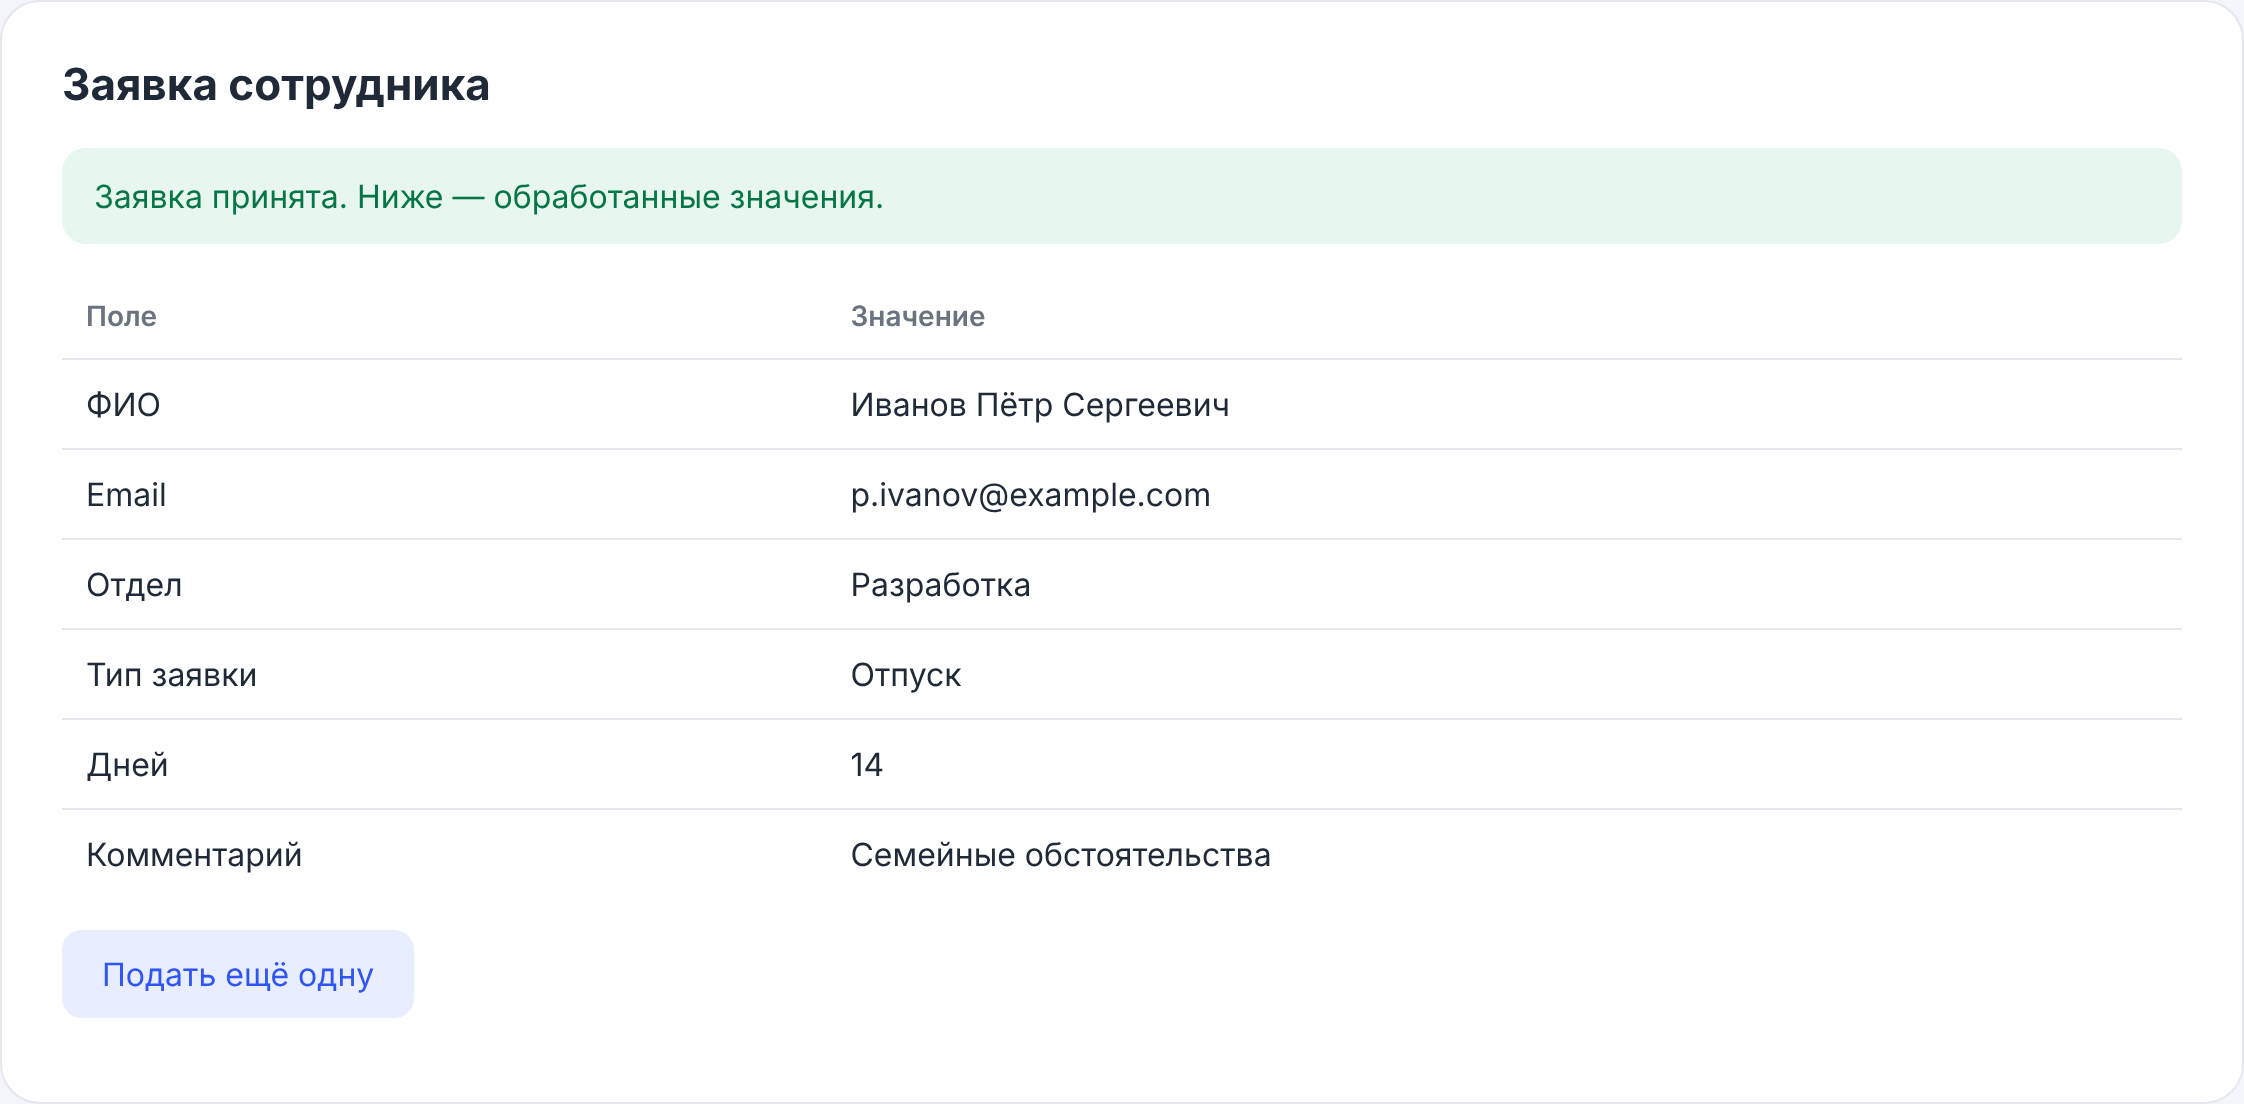 Заявка сотрудника
Заявка принята. Ниже — обработанные значения.
Поле Значение
ФИО Иванов Пётр Сергеевич
Email p.ivanov@example.com
Отдел Разработка
Тип заявки Отпуск
Дней 14
Комментарий Семейные обстоятельства
Подать ещё одну